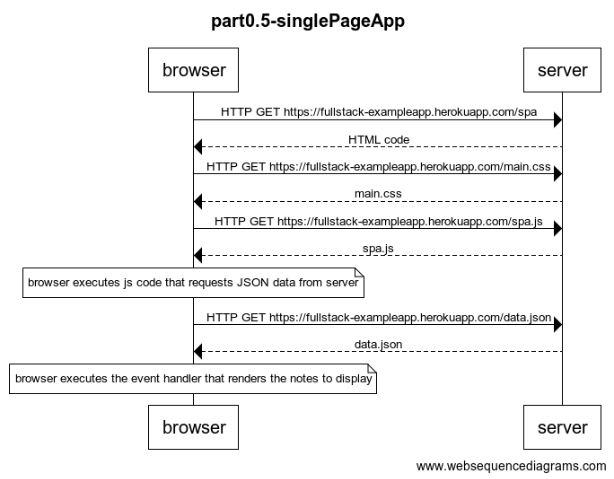 part0.5-singlePageApp
browser
server
HTTP GET https://fullstack-exampleapp.herokuapp.com/spa
HTML code
HTTP GET https://fullstack-exampleapp.herokuapp.com/main.css
main.css
HTTP GET https://fullstack-exampleapp.herokuapp.com/spa.js
spa.js
browser executes js code that requests JSON data from server
HTTP GET https://fullstack-exampleapp.herokuapp.com/data.json
data.json
browser executes the event handler that renders the notes to display
browser
server
www.websequencediagrams.com